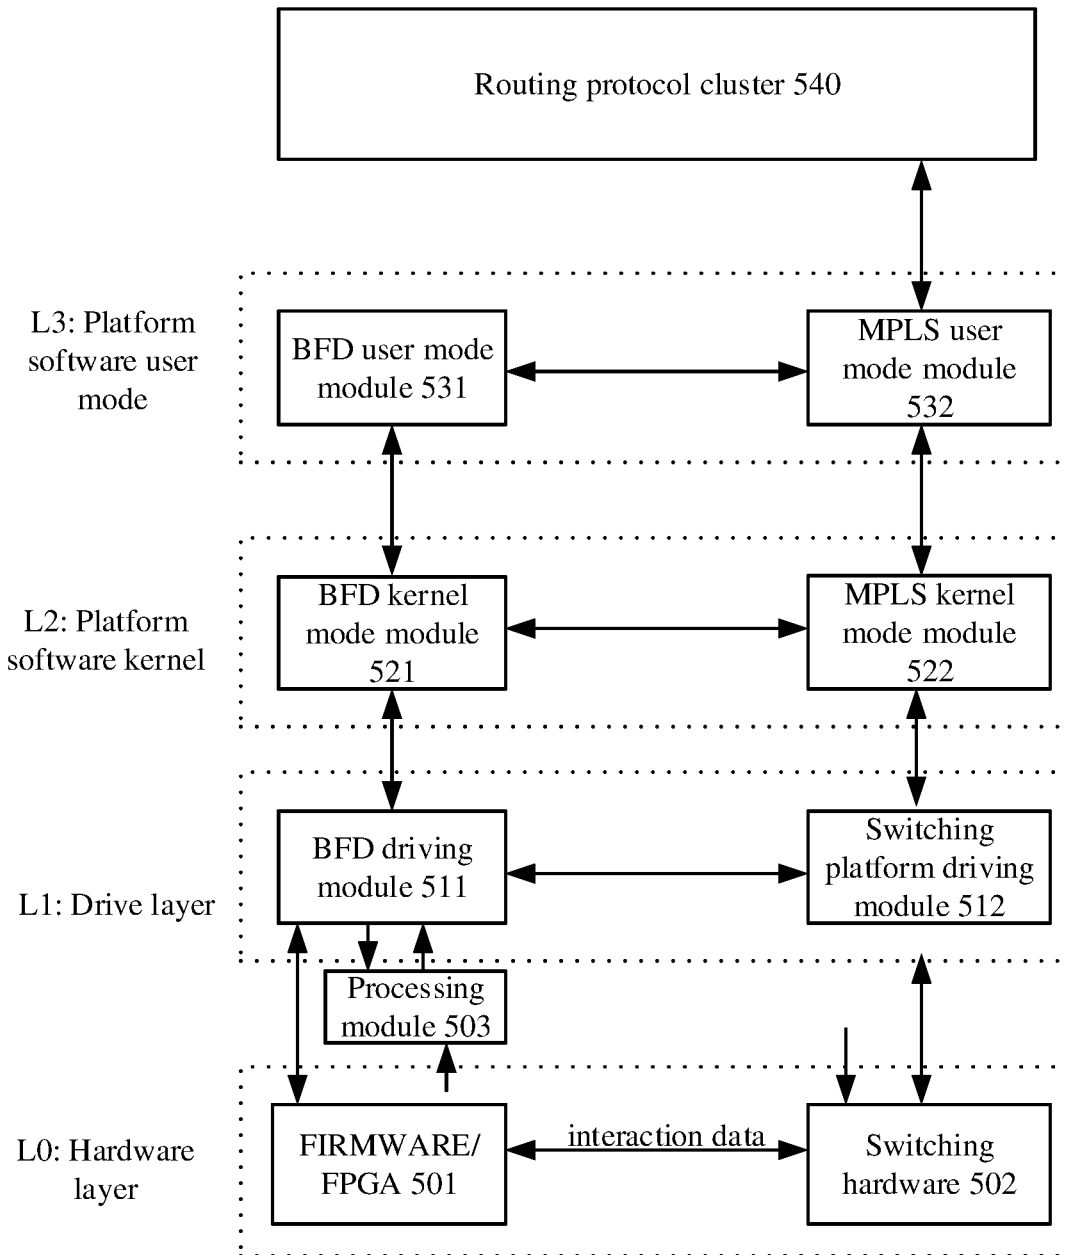 Routing protocol cluster 540
L3: Platform
software user
mode
BFD user mode
module 531
MPLS user
mode module
532
L2: Platform
software kernel
BFD kernel
mode module
521
MPLS kernel
mode module
522
L1: Drive layer
BFD driving
module 511
Switching
platform driving
module 512
Processing
module 503
L0: Hardware
layer
FIRMWARE/
FPGA 501
interaction data
Switching
hardware 502